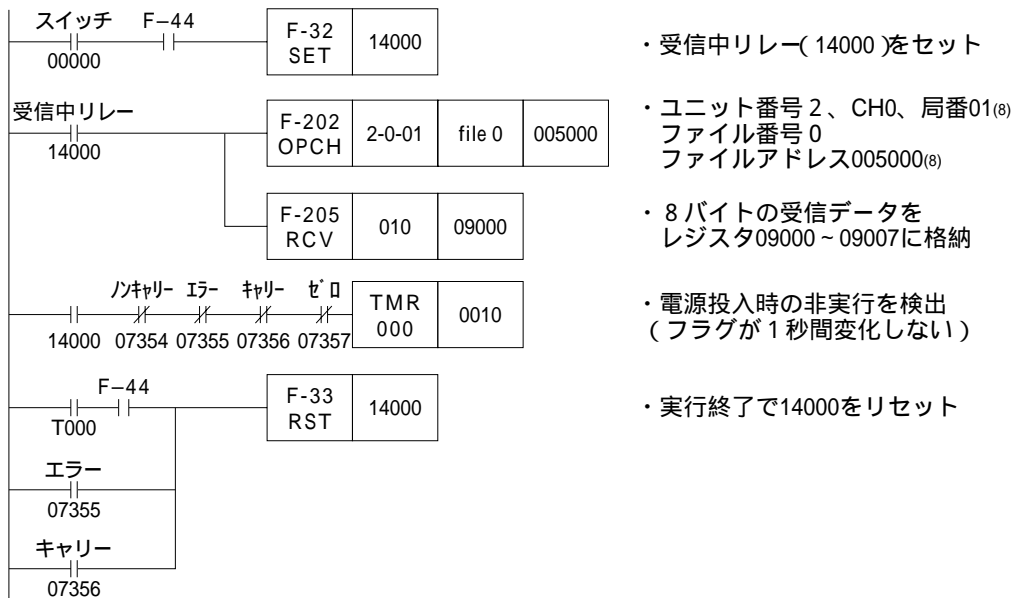 スイッチ F−44
00000
F-32
SET
14000
・受信中リレー(14000)をセット
受信中リレー
14000
F-202
OPCH
2-0-01
file 0
005000
・ユニット番号2、CH0、局番01(8)
ファイル番号0
ファイルアドレス005000(8)
F-205
RCV
010
09000
・8バイトの受信データを
レジスタ09000~09007に格納
ﾉﾝｷｬﾘｰ ｴﾗｰ ｷｬﾘｰ ｾﾞﾛ
14000 07354 07355 07356 07357
TMR
000
0010
・電源投入時の非実行を検出
(フラグが1秒間変化しない)
F−44
T000
F-33
RST
14000
・実行終了で14000をリセット
エラー
07355
キャリー
07356